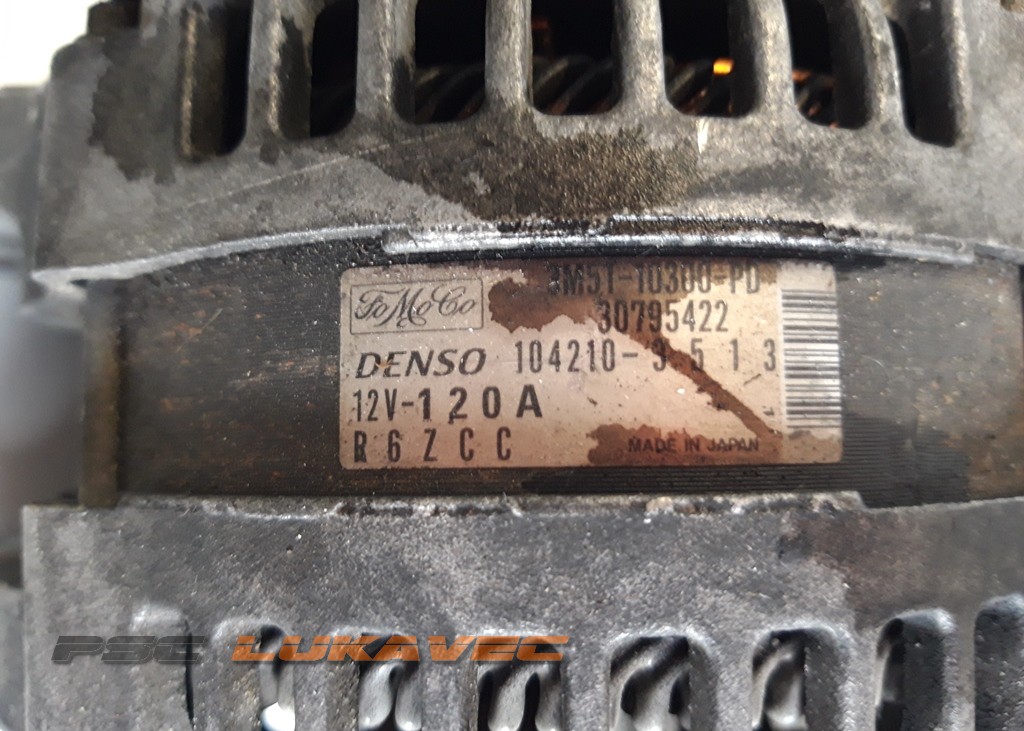 FoMoCo
3M5T-10300-PD
30795422
DENSO 104210-3513
12V-120A
R6ZCC
MADE IN JAPAN
PSC LUKAVEC